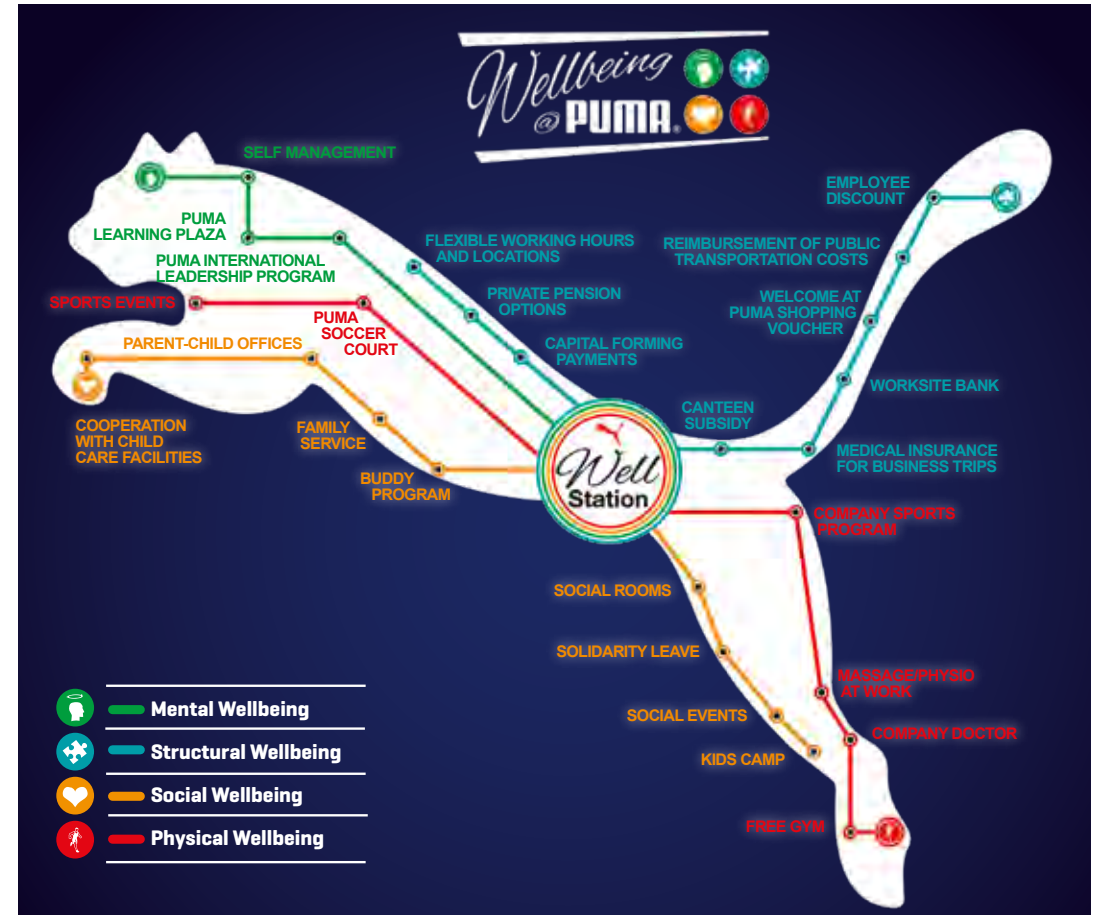 Wellbeing
@ PUMA®
SELF MANAGEMENT
PUMA
LEARNING PLAZA
PUMA INTERNATIONAL
LEADERSHIP PROGRAM
SPORTS EVENTS
PUMA
SOCCER
COURT
PARENT-CHILD OFFICES
COOPERATION
WITH CHILD
CARE FACILITIES
FAMILY
SERVICE
BUDDY
PROGRAM
FLEXIBLE WORKING HOURS
AND LOCATIONS
PRIVATE PENSION
OPTIONS
CAPITAL FORMING
PAYMENTS
EMPLOYEE
DISCOUNT
REIMBURSEMENT OF PUBLIC
TRANSPORTATION COSTS
WELCOME AT
PUMA SHOPPING
VOUCHER
WORKSITE BANK
CANTEEN
SUBSIDY
MEDICAL INSURANCE
FOR BUSINESS TRIPS
Well
Station
COMPANY SPORTS
PROGRAM
SOCIAL ROOMS
SOLIDARITY LEAVE
MASSAGE/PHYSIO
AT WORK
SOCIAL EVENTS
COMPANY DOCTOR
KIDS CAMP
FREE GYM
Mental Wellbeing
Structural Wellbeing
Social Wellbeing
Physical Wellbeing